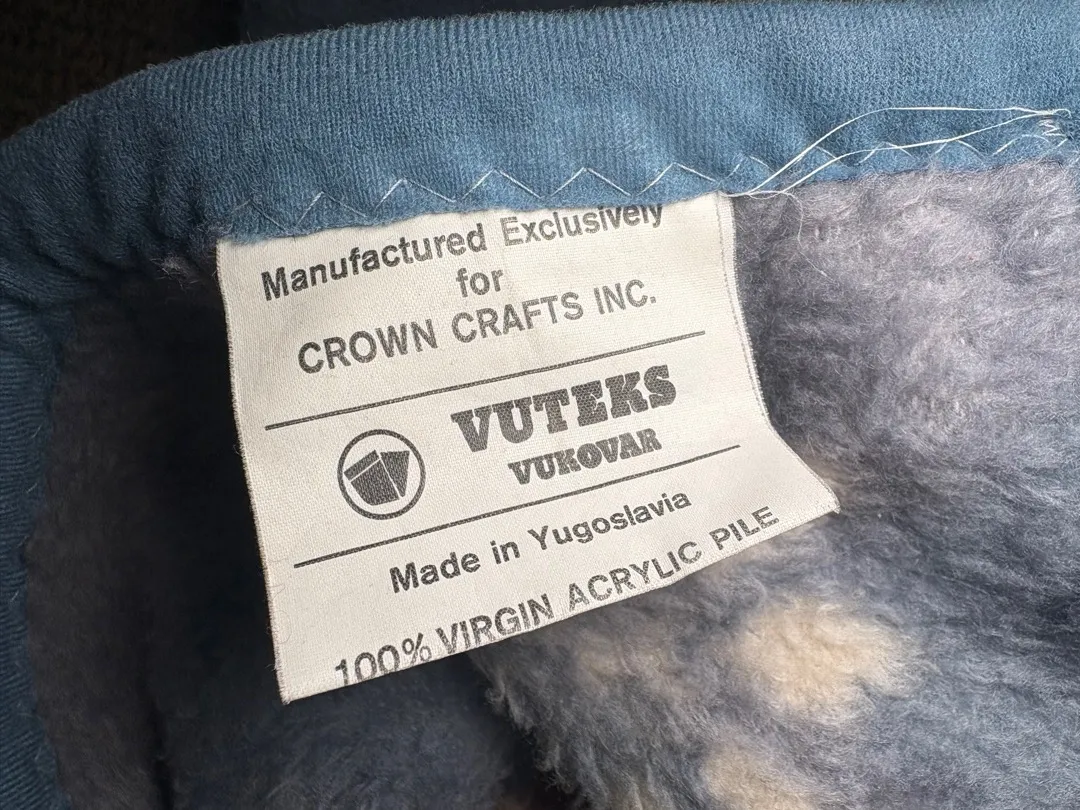 Manufactured Exclusively
for
CROWN CRAFTS INC.
VUTEKS
VUKOVAR
Made in Yugoslavia
100% VIRGIN ACRYLIC PILE